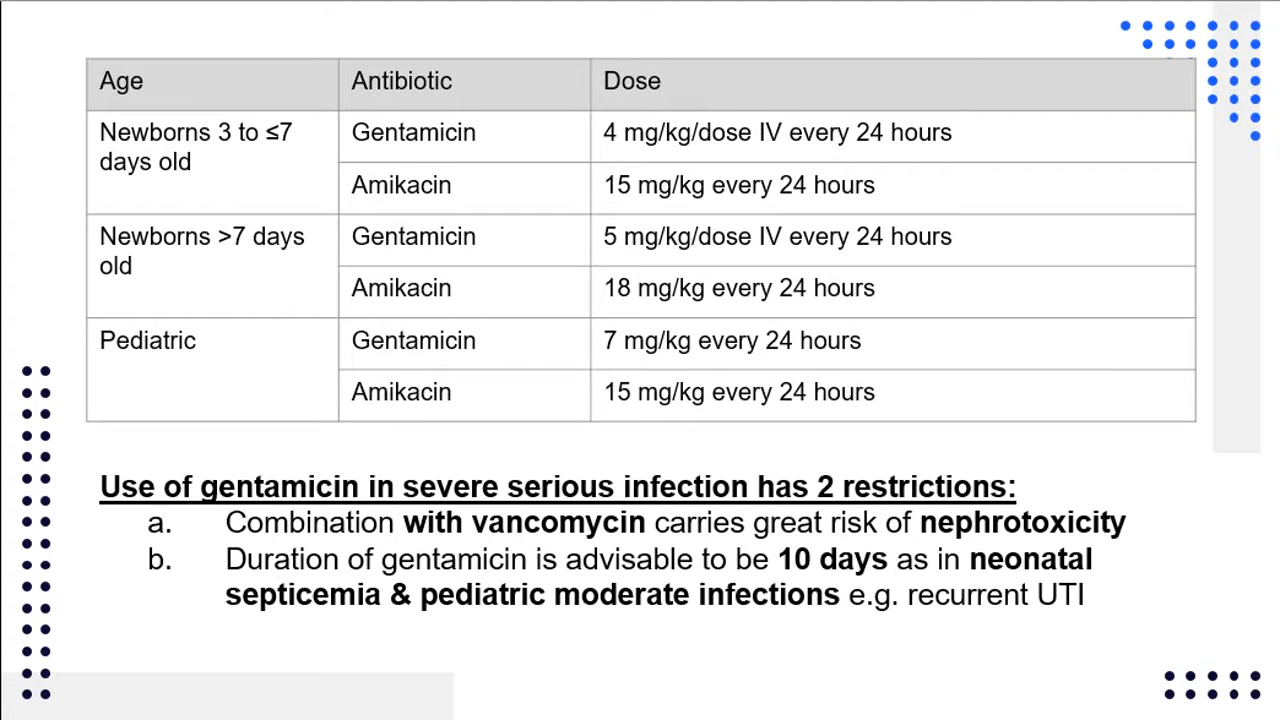 Age Antibiotic Dose
Newborns 3 to ≤7 Gentamicin 4 mg/kg/dose IV every 24 hours
days old
Amikacin 15 mg/kg every 24 hours
Newborns >7 days Gentamicin 5 mg/kg/dose IV every 24 hours
old
Amikacin 18 mg/kg every 24 hours
Pediatric Gentamicin 7 mg/kg every 24 hours
Amikacin 15 mg/kg every 24 hours
Use of gentamicin in severe serious infection has 2 restrictions:
a. Combination with vancomycin carries great risk of nephrotoxicity
b. Duration of gentamicin is advisable to be 10 days as in neonatal
septicemia & pediatric moderate infections e.g. recurrent UTI